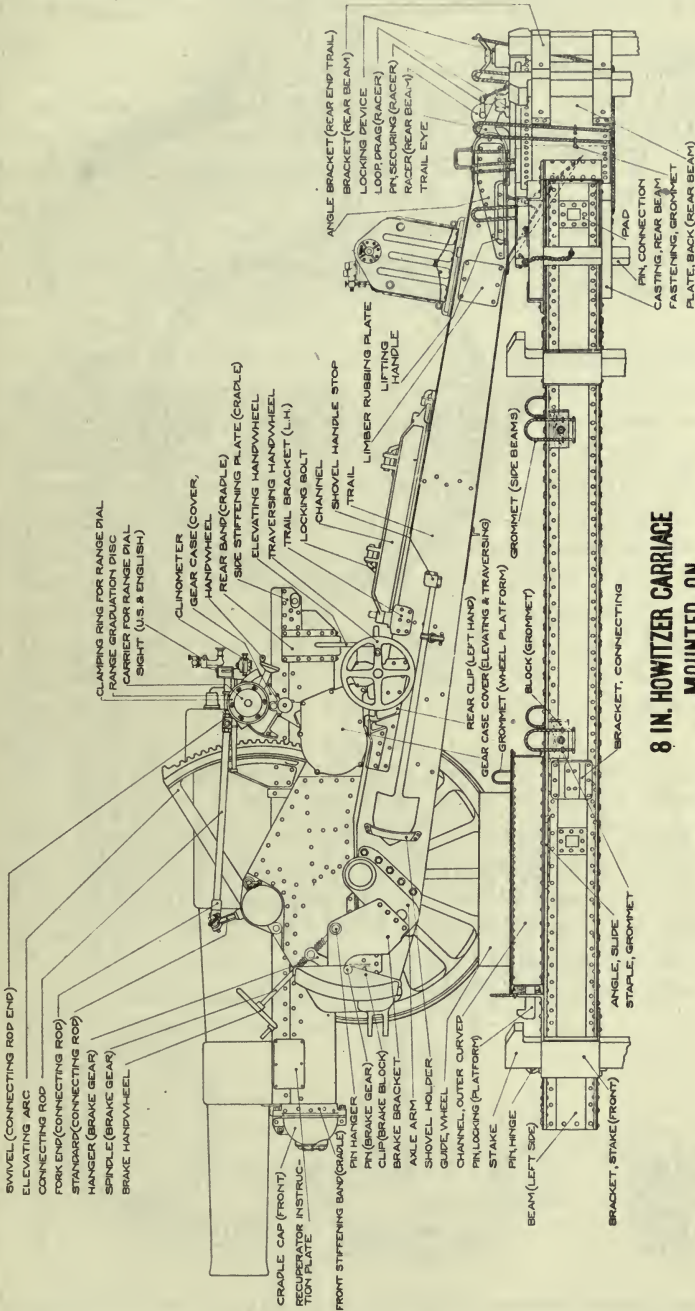 SWIVEL (CONNECTING ROD END)
ELEVATING ARC
CONNECTING ROD
FORK END (CONNECTING ROD)
STANDARD (CONNECTING ROD)
HANGER (BRAKE GEAR)
SPINDLE (BRAKE GEAR)
BRAKE HANDWHEEL
CRADLE CAP (FRONT)
RECUPERATOR INSTRUC-
TION PLATE
FRONT STIFFENING BAND (CRADLE)
PIN HANGER
PIN (BRAKE GEAR)
CLIP (BRAKE BLOCK)
BRAKE BRACKET
AXLE ARM
SHOVEL HOLDER
GUIDE, WHEEL
CHANNEL, OUTER CURVED
PIN, LOCKING (PLATFORM)
STAKE
PIN, HINGE
BEAM (LEFT SIDE)
BRACKET, STAKE (FRONT)
ANGLE, SLIDE
STAPLE, GROMMET
CLAMPING RING FOR RANGE DIAL
RANGE GRADUATION DISC
CARRIER FOR RANGE DIAL
SIGHT (U.S. & ENGLISH)
CLINOMETER
GEAR CASE (COVER,
HANDWHEEL
REAR BAND (CRADLE)
SIDE STIFFENING PLATE (CRADLE)
ELEVATING HANDWHEEL
TRAVERSING HANDWHEEL
TRAIL BRACKET (L.H.)
LOCKING BOLT
CHANNEL
SHOVEL HANDLE STOP
TRAIL
LIMBER RUBBING PLATE
LIFTING
HANDLE
REAR CLIP (LEFT HAND)
GEAR CASE COVER (ELEVATING & TRAVERSING)
GROMMET (WHEEL PLATFORM)
BLOCK (GROMMET)
GROMMET (SIDE BEAMS)
BRACKET, CONNECTING
ANGLE BRACKET (REAR END TRAIL)
BRACKET (REAR BEAM)
LOCKING DEVICE
LOOP, DRAG (RACER)
PIN, SECURING (RACER)
RACER (REAR BEAM)
TRAIL EYE
PAD
PIN, CONNECTION
CASTING, REAR BEAM
FASTENING, GROMMET
PLATE, BACK (REAR BEAM)
8 IN. HOWITZER CARRIAGE
MOUNTED ON